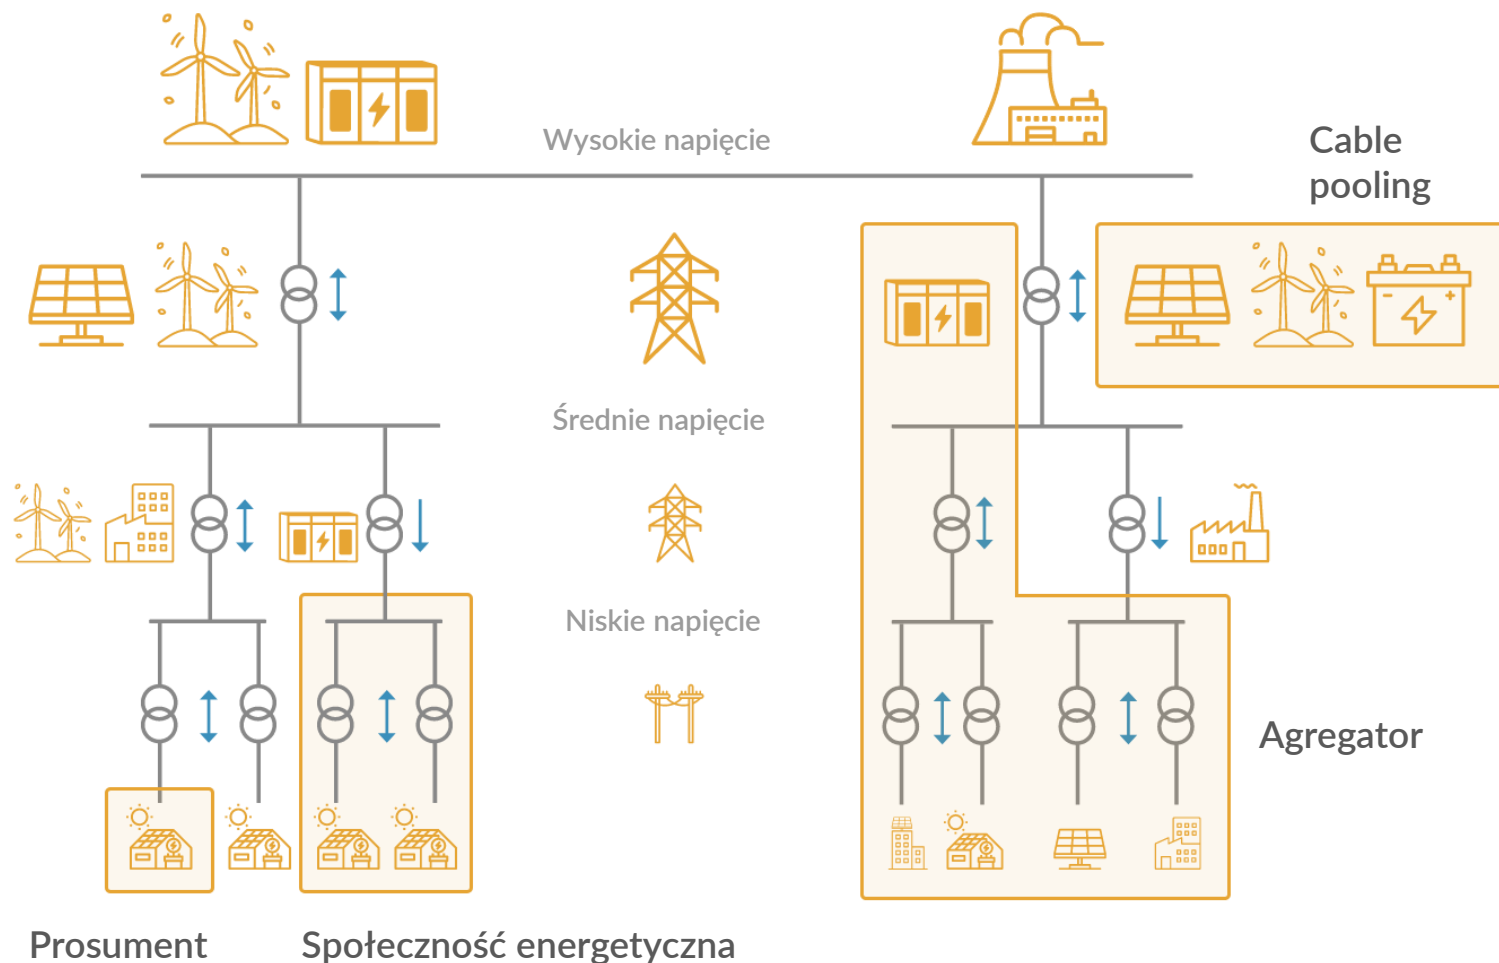 Wysokie napięcie
Cable
pooling
Średnie napięcie
Niskie napięcie
Agregator
Prosument
Społeczność energetyczna